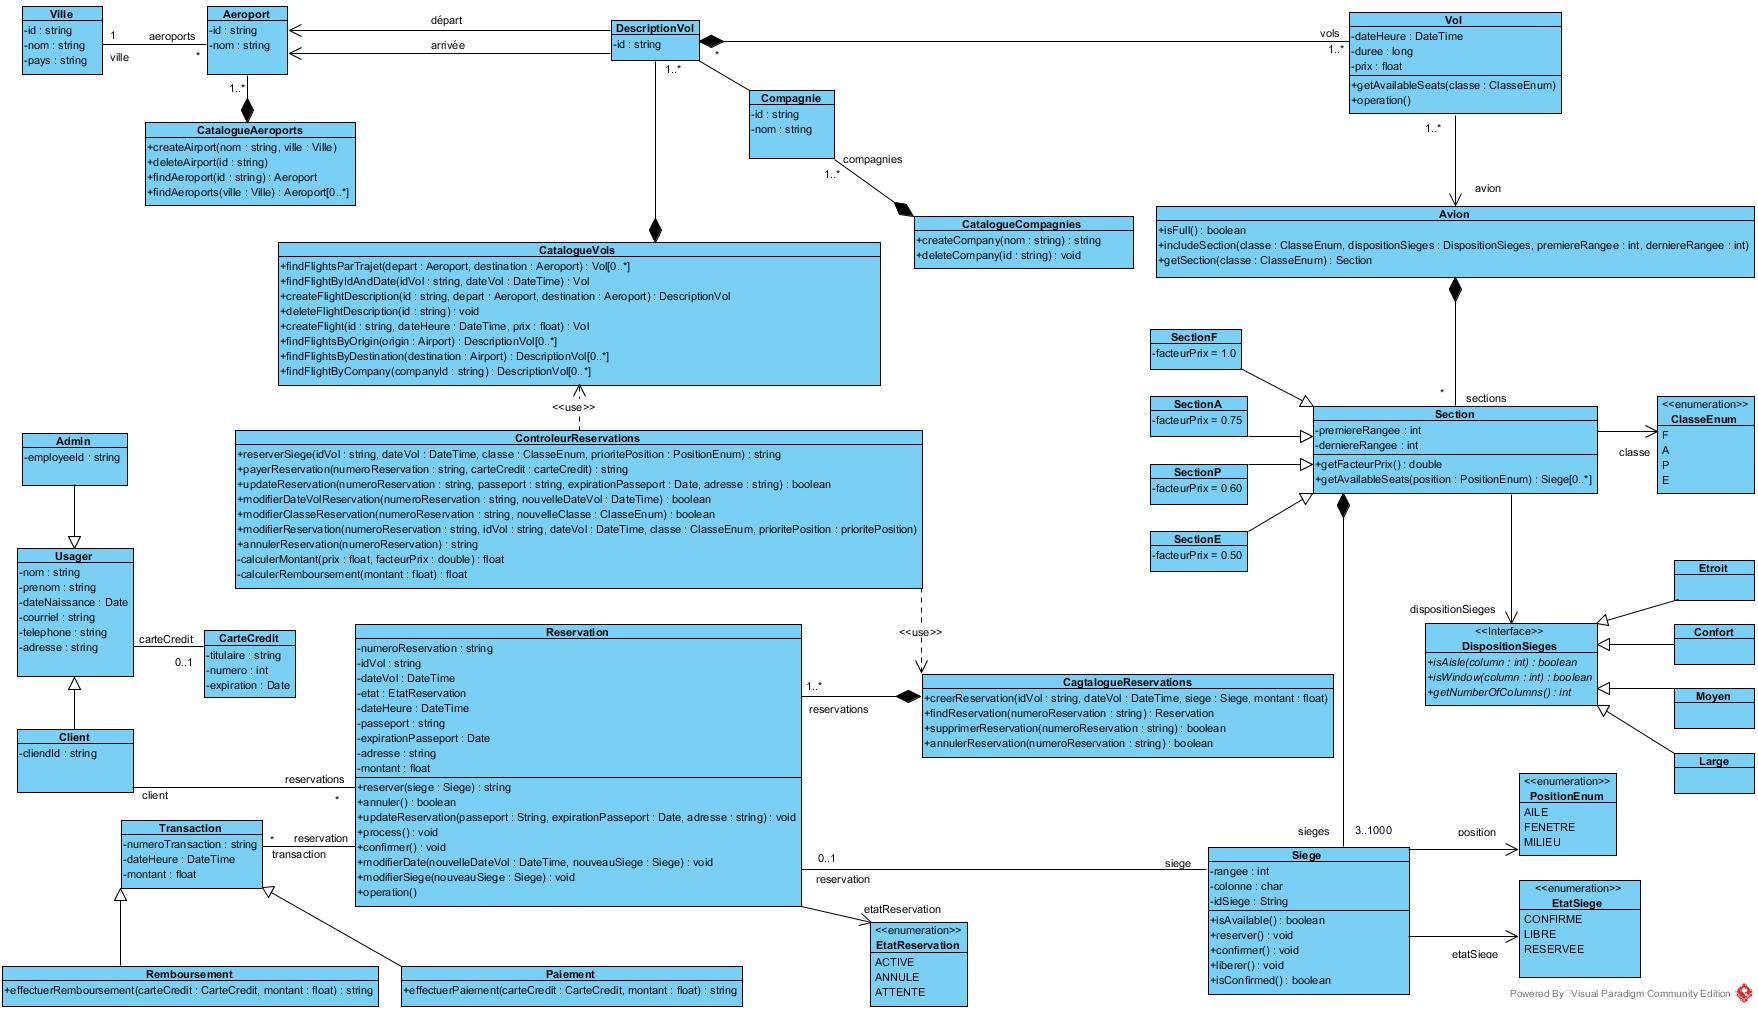 Ville
-id : string
-nom : string
-pays : string
1
ville
aeroports
*
Aeroport
-id : string
-nom : string
départ
arrivée
DescriptionVol
-id : string
*
vols
1..*
Vol
-dateHeure : DateTime
-duree : long
-prix : float
+getAvailableSeats(classe : ClasseEnum)
+operation()
1..*
CatalogueAeroports
+createAirport(nom : string, ville : Ville)
+deleteAirport(id : string)
+findAeroport(id : string) : Aeroport
+findAeroports(ville : Ville) : Aeroport[0..*]
1..*
Compagnie
-id : string
-nom : string
compagnies
1..*
CatalogueCompagnies
+createCompany(nom : string) : string
+deleteCompany(id : string) : void
1..*
avion
Avion
+isFull() : boolean
+includeSection(classe : ClasseEnum, dispositionSieges : DispositionSieges, premiereRangee : int, derniereRangee : int)
+getSection(classe : ClasseEnum) : Section
CatalogueVols
+findFlightsParTrajet(depart : Aeroport, destination : Aeroport) : Vol[0..*]
+findFlightByIdAndDate(idVol : string, dateVol : DateTime) : Vol
+createFlightDescription(id : string, depart : Aeroport, destination : Aeroport) : DescriptionVol
+deleteFlightDescription(id : string) : void
+createFlight(id : string, dateHeure : DateTime, prix : float) : Vol
+findFlightsByOrigin(origin : Airport) : DescriptionVol[0..*]
+findFlightsByDestination(destination : Airport) : DescriptionVol[0..*]
+findFlightByCompany(companyId : string) : DescriptionVol[0..*]
<<use>>
SectionF
-facteurPrix = 1.0
SectionA
-facteurPrix = 0.75
SectionP
-facteurPrix = 0.60
SectionE
-facteurPrix = 0.50
*
sections
Section
-premiereRangee : int
-derniereRangee : int
+getFacteurPrix() : double
+getAvailableSeats(position : PositionEnum) : Siege[0..*]
classe
<<enumeration>>
ClasseEnum
F
A
P
E
Admin
-employeeId : string
ControleurReservations
+reserverSiege(idVol : string, dateVol : DateTime, classe : ClasseEnum, prioritePosition : PositionEnum) : string
+payerReservation(numeroReservation : string, carteCredit : carteCredit) : string
+updateReservation(numeroReservation : string, passeport : string, expirationPasseport : Date, adresse : string) : boolean
+modifierDateVolReservation(numeroReservation : string, nouvelleDateVol : DateTime) : boolean
+modifierClasseReservation(numeroReservation : string, nouvelleClasse : ClasseEnum) : boolean
+modifierReservation(numeroReservation : string, idVol : string, dateVol : DateTime, classe : ClasseEnum, prioritePosition : prioritePosition)
+annulerReservation(numeroReservation) : string
-calculerMontant(prix : float, facteurPrix : double) : float
-calculerRemboursement(montant : float) : float
<<use>>
Usager
-nom : string
-prenom : string
-dateNaissance : Date
-courriel : string
-telephone : string
-adresse : string
carteCredit
0..1
CarteCredit
-titulaire : string
-numero : int
-expiration : Date
Client
-cliendId : string
client
reservations
*
Reservation
-numeroReservation : string
-idVol : string
-dateVol : DateTime
-etat : EtatReservation
-dateHeure : DateTime
-passeport : string
-expirationPasseport : Date
-adresse : string
-montant : float
+reserver(siege : Siege) : string
+annuler() : boolean
+updateReservation(passeport : String, expirationPasseport : Date, adresse : string) : void
+process() : void
+confirmer() : void
+modifierDate(nouvelleDateVol : DateTime, nouveauSiege : Siege) : void
+modifierSiege(nouveauSiege : Siege) : void
+operation()
1..*
reservations
CagtalogueReservations
+creerReservation(idVol : string, dateVol : DateTime, siege : Siege, montant : float)
+findReservation(numeroReservation : string) : Reservation
+supprimerReservation(numeroReservation : string) : boolean
+annulerReservation(numeroReservation : string) : boolean
dispositionSieges
<<Interface>>
DispositionSieges
+isAisle(column : int) : boolean
+isWindow(column : int) : boolean
+getNumberOfColumns() : int
Etroit
Confort
Moyen
Large
Transaction
-numeroTransaction : string
-dateHeure : DateTime
-montant : float
*
reservation
transaction
Remboursement
+effectuerRemboursement(carteCredit : CarteCredit, montant : float) : string
Paiement
+effectuerPaiement(carteCredit : CarteCredit, montant : float) : string
etatReservation
<<enumeration>>
EtatReservation
ACTIVE
ANNULE
ATTENTE
0..1
reservation
siege
sieges
3..1000
Siege
-rangee : int
-colonne : char
-idSiege : String
+isAvailable() : boolean
+reserver() : void
+confirmer() : void
+liberer() : void
+isConfirmed() : boolean
position
<<enumeration>>
PositionEnum
AILE
FENETRE
MILIEU
etatSiege
<<enumeration>>
EtatSiege
CONFIRME
LIBRE
RESERVEE
Powered By Visual Paradigm Community Edition